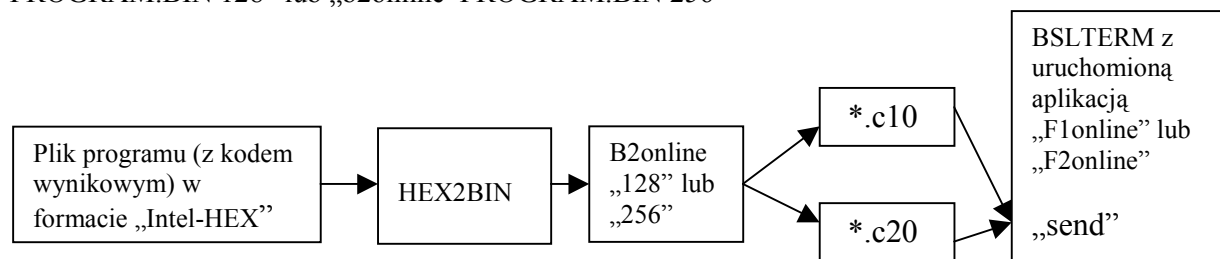 PROGRAM.BIN 128” lub „b2online PROGRAM.BIN 256”
Plik programu (z kodem
wynikowym) w
formacie „Intel-HEX”
HEX2BIN
B2online
„128” lub
„256”
*.c10
*.c20
BSLTERM z
uruchomioną
aplikacją
„F1online” lub
„F2online”
„send”